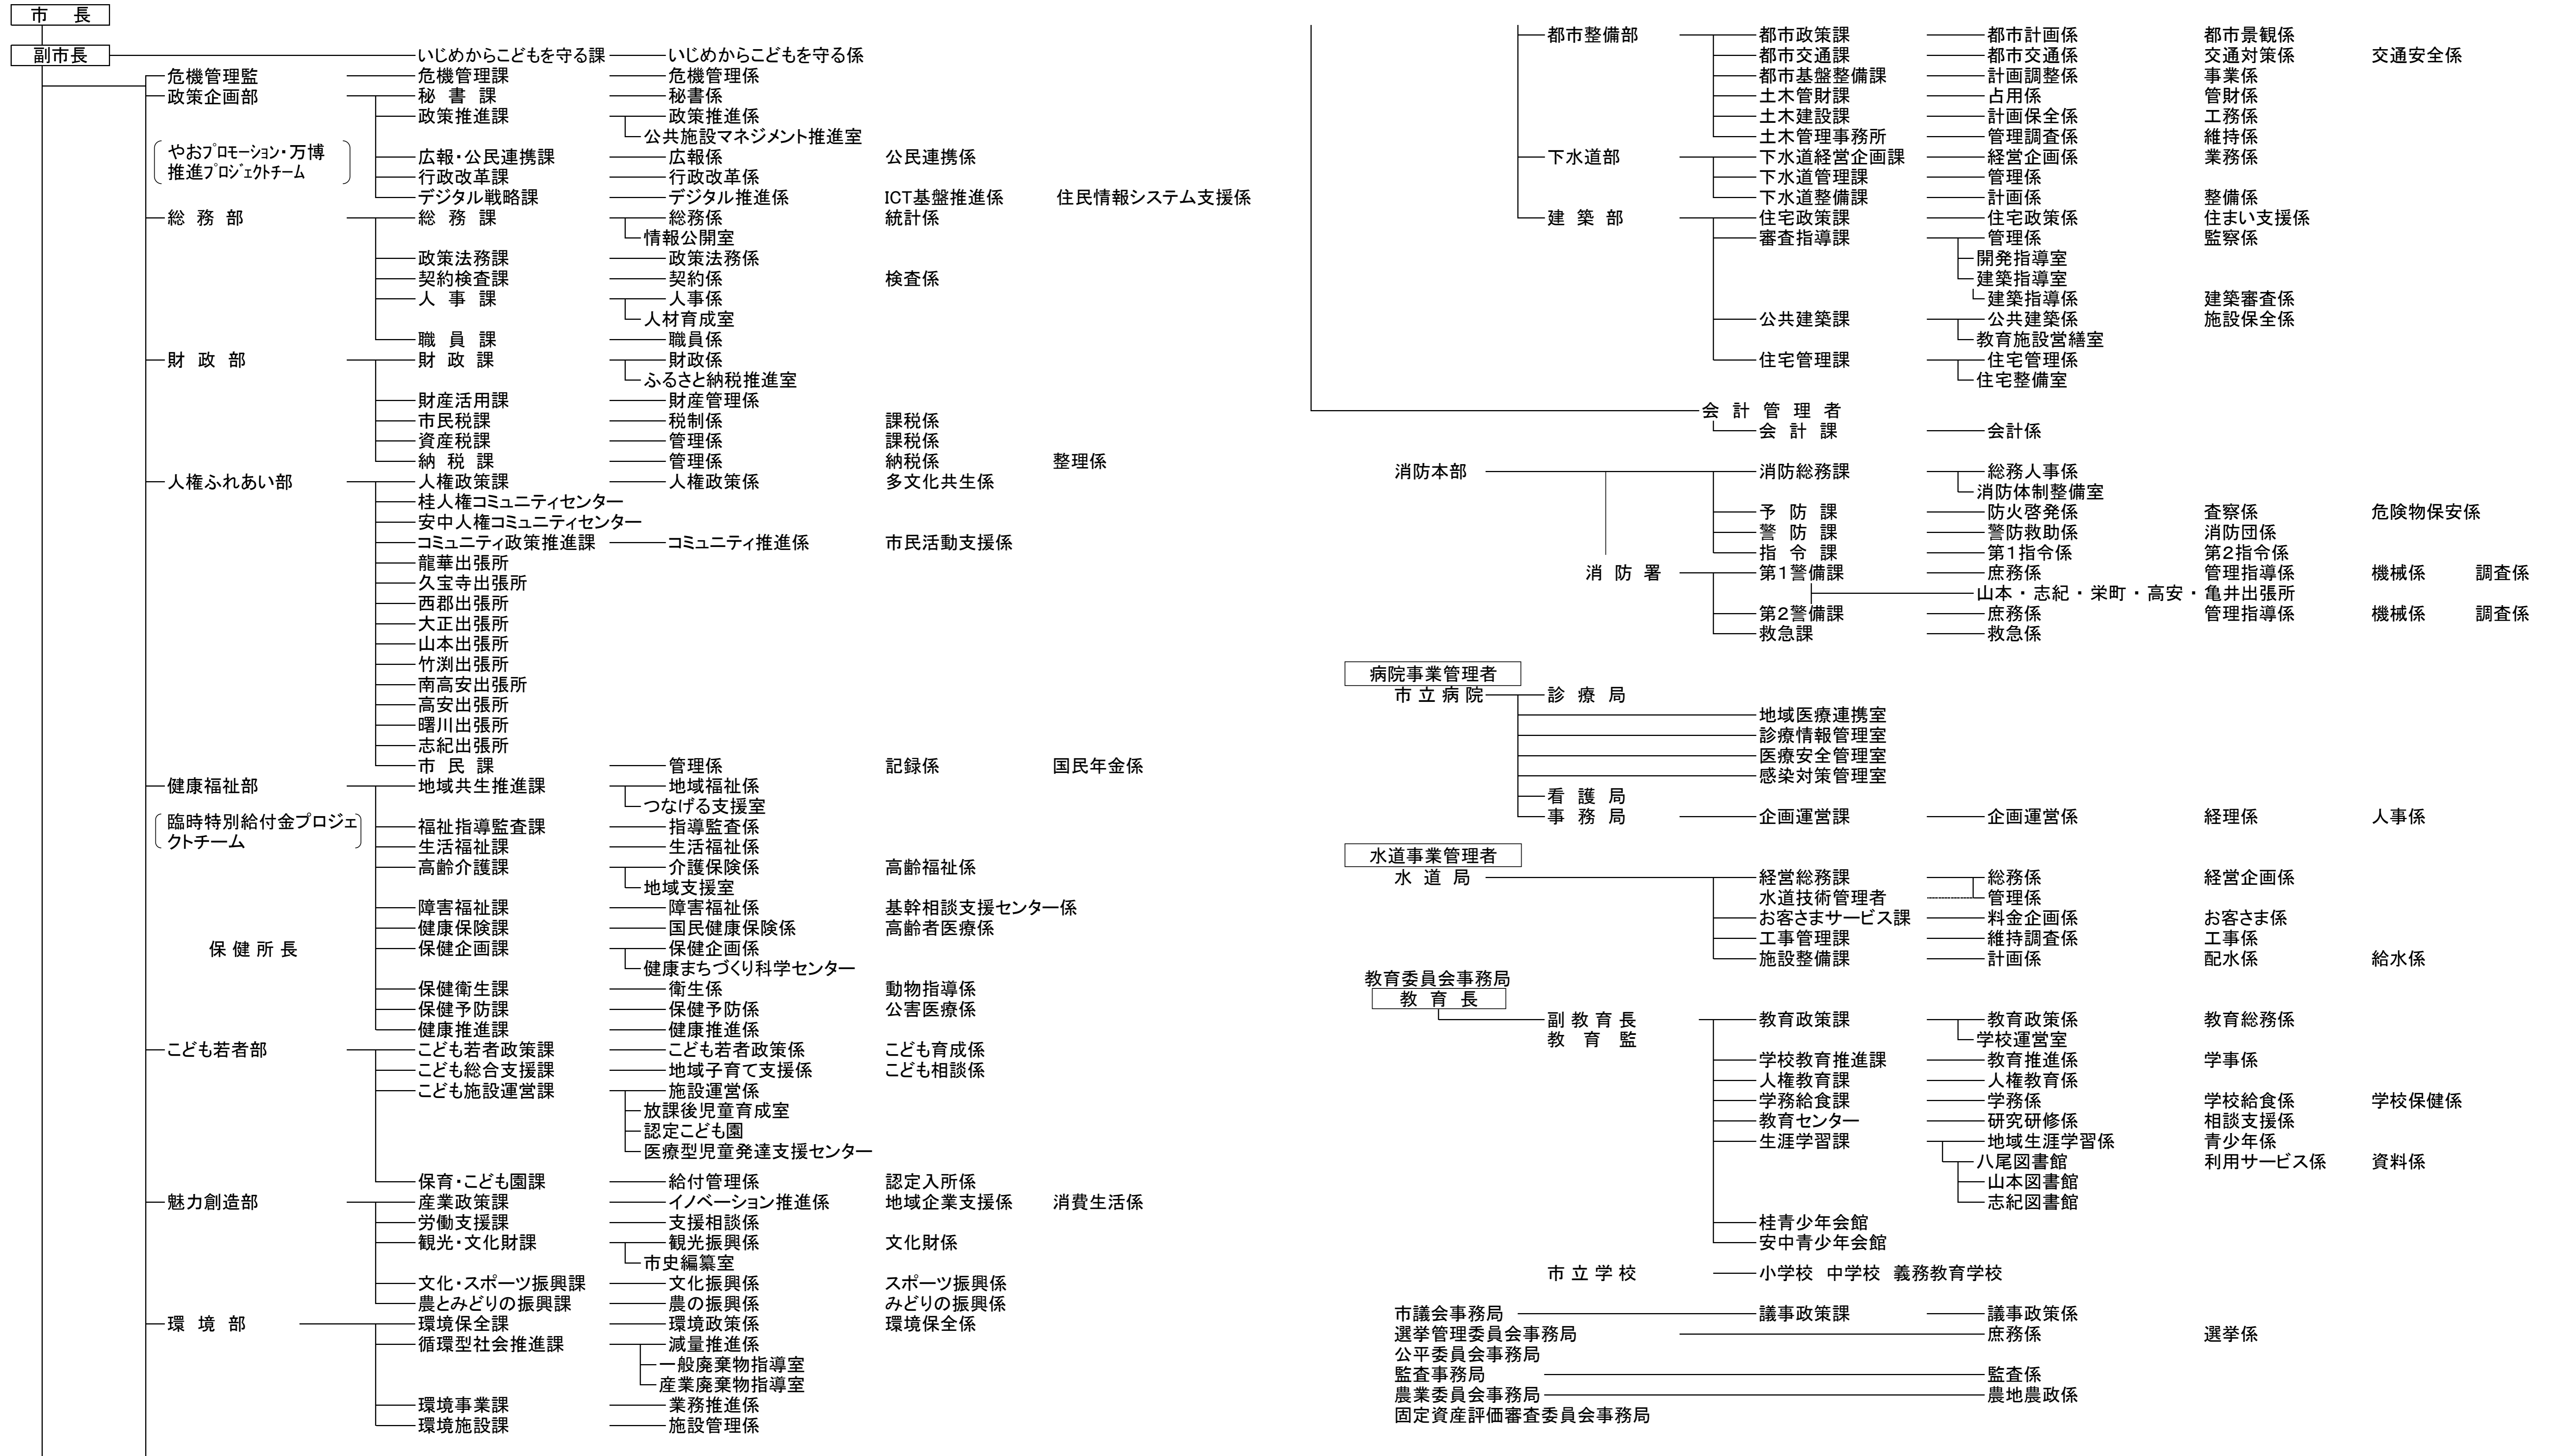 市　長
副市長　いじめからこどもを守る課　いじめからこどもを守る係
危機管理監　危機管理課　危機管理係
政策企画部　秘書課　秘書係
政策推進課　政策推進係
公共施設マネジメント推進室
やおプロモーション・万博
推進プロジェクトチーム
広報・公民連携課　広報係　公民連携係
行政改革課　行政改革係
デジタル戦略課　デジタル推進係　ICT基盤推進係　住民情報システム支援係
総務部　総務課　総務係　統計係
情報公開室
政策法務課　政策法務係
契約検査課　契約係　検査係
人事課　人事係
人材育成室
職員課　職員係
財政部　財政課　財政係
ふるさと納税推進室
財産活用課　財産管理係
市民税課　税制係　課税係
資産税課　管理係　課税係
納税課　管理係　納税係　整理係
人権ふれあい部　人権政策課　人権政策係　多文化共生係
桂人権コミュニティセンター
安中人権コミュニティセンター
コミュニティ政策推進課　コミュニティ推進係　市民活動支援係
龍華出張所
久宝寺出張所
西郡出張所
大正出張所
山本出張所
竹渕出張所
南高安出張所
高安出張所
曙川出張所
志紀出張所
市民課　管理係　記録係　国民年金係
健康福祉部　地域共生推進課　地域福祉係
つなげる支援室
臨時特別給付金プロジェ
クトチーム
福祉指導監査課　指導監査係
生活福祉課　生活福祉係
高齢介護課　介護保険係　高齢福祉係
地域支援室
障害福祉課　障害福祉係　基幹相談支援センター係
健康保険課　国民健康保険係　高齢者医療係
保健所長　保健企画課　保健企画係
健康まちづくり科学センター
保健衛生課　衛生係　動物指導係
保健予防課　保健予防係　公害医療係
健康推進課　健康推進係
こども若者部　こども若者政策課　こども若者政策係　こども育成係
こども総合支援課　地域子育て支援係　こども相談係
こども施設運営課　施設運営係
放課後児童育成室
認定こども園
医療型児童発達支援センター
保育・こども園課　給付管理係　認定入所係
魅力創造部　産業政策課　イノベーション推進係　地域企業支援係　消費生活係
労働支援課　支援相談係
観光・文化財課　観光振興係　文化財係
市史編纂室
文化・スポーツ振興課　文化振興係　スポーツ振興係
農とみどりの振興課　農の振興係　みどりの振興係
環境部　環境保全課　環境政策係　環境保全係
循環型社会推進課　減量推進係
一般廃棄物指導室
産業廃棄物指導室
環境事業課　業務推進係
環境施設課　施設管理係
都市整備部　都市政策課　都市計画係　都市景観係
都市交通課　都市交通係　交通対策係　交通安全係
都市基盤整備課　計画調整係　事業係
土木管財課　占用係　管財係
土木建設課　計画保全係　工務係
土木管理事務所　管理調査係　維持係
下水道部　下水道経営企画課　経営企画係　業務係
下水道管理課　管理係
下水道整備課　計画係　整備係
建築部　住宅政策課　住宅政策係　住まい支援係
審査指導課　管理係　監察係
開発指導室
建築指導室
建築指導係　建築審査係
公共建築課　公共建築係　施設保全係
教育施設営繕室
住宅管理課　住宅管理係
住宅整備室
会計管理者
会計課　会計係
消防本部　消防総務課　総務人事係
消防体制整備室
予防課　防火啓発係　査察係　危険物保安係
警防課　警防救助係　消防団係
指令課　第1指令係　第2指令係
消防署　第1警備課　庶務係　管理指導係　機械係　調査係
山本・志紀・栄町・高安・亀井出張所
第2警備課　庶務係　管理指導係　機械係　調査係
救急課　救急係
病院事業管理者
市立病院　診療局
地域医療連携室
診療情報管理室
医療安全管理室
感染対策管理室
看護局
事務局　企画運営課　企画運営係　経理係　人事係
水道事業管理者
水道局　経営総務課　総務係　経営企画係
水道技術管理者　管理係
お客さまサービス課　料金企画係　お客さま係
工事管理課　維持調査係　工事係
施設整備課　計画係　配水係　給水係
教育委員会事務局
教育長
副教育長　教育政策課　教育政策係　教育総務係
教育監　学校運営室
学校教育推進課　教育推進係　学事係
人権教育課　人権教育係
学務給食課　学務係　学校給食係　学校保健係
教育センター　研究研修係　相談支援係
生涯学習課　地域生涯学習係　青少年係
八尾図書館　利用サービス係　資料係
山本図書館
志紀図書館
桂青少年会館
安中青少年会館
市立学校　小学校　中学校　義務教育学校
市議会事務局　議事政策課　議事政策係
選挙管理委員会事務局　庶務係　選挙係
公平委員会事務局
監査事務局　監査係
農業委員会事務局　農地農政係
固定資産評価審査委員会事務局